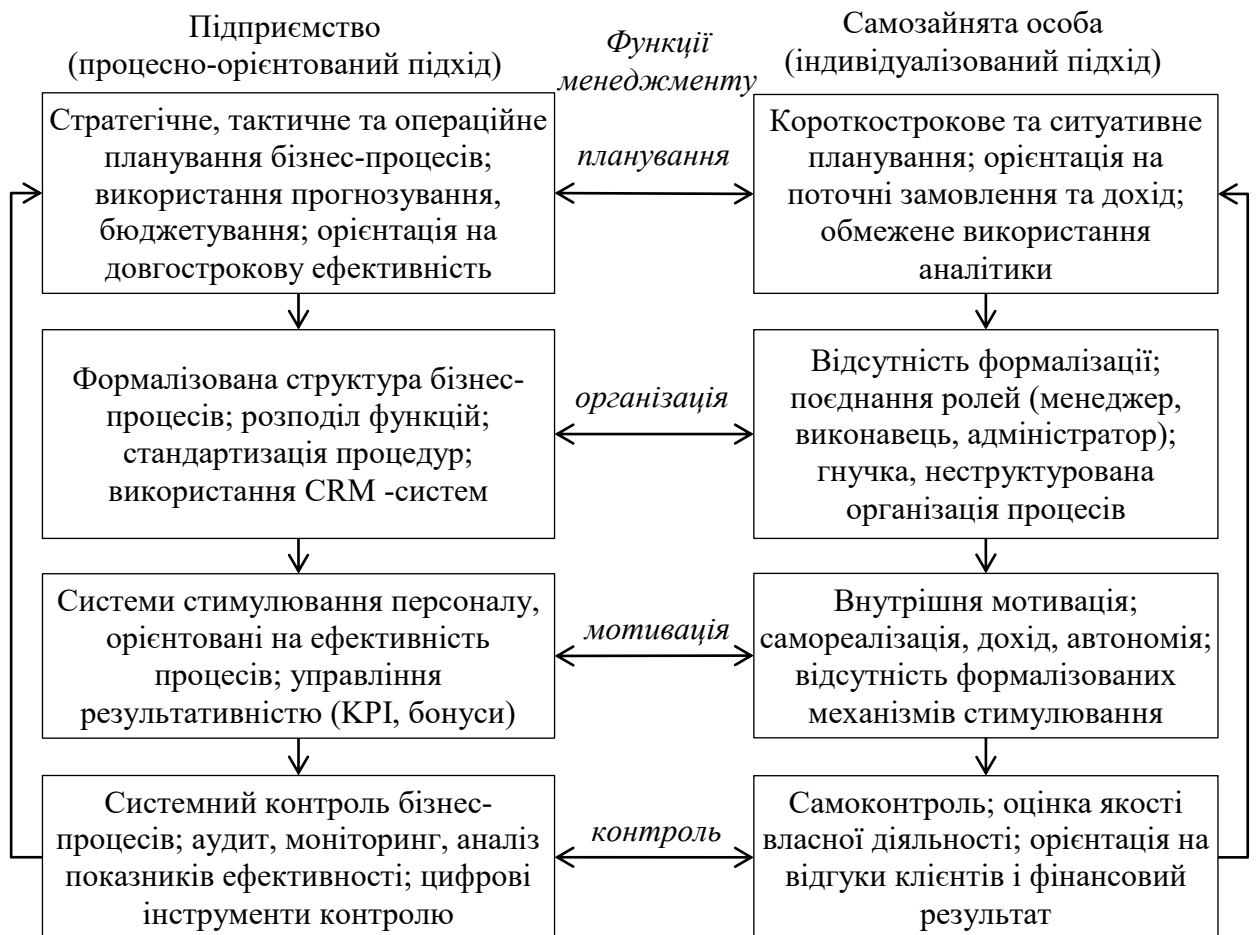 Підприємство
(процесно-орієнтований підхід)
Функції
менеджменту
Самозайнята особа
(індивідуалізований підхід)
Стратегічне, тактичне та операційне
планування бізнес-процесів;
використання прогнозування,
бюджетування; орієнтація на
довгострокову ефективність
планування
Короткострокове та ситуативне
планування; орієнтація на
поточні замовлення та дохід;
обмежене використання
аналітики
Формалізована структура бізнес-
процесів; розподіл функцій;
стандартизація процедур;
використання CRM -систем
організація
Відсутність формалізації;
поєднання ролей (менеджер,
виконавець, адміністратор);
гнучка, неструктурована
організація процесів
Системи стимулювання персоналу,
орієнтовані на ефективність
процесів; управління
результативністю (KPI, бонуси)
мотивація
Внутрішня мотивація;
самореалізація, дохід, автономія;
відсутність формалізованих
механізмів стимулювання
Системний контроль бізнес-
процесів; аудит, моніторинг, аналіз
показників ефективності; цифрові
інструменти контролю
контроль
Самоконтроль; оцінка якості
власної діяльності; орієнтація на
відгуки клієнтів і фінансовий
результат